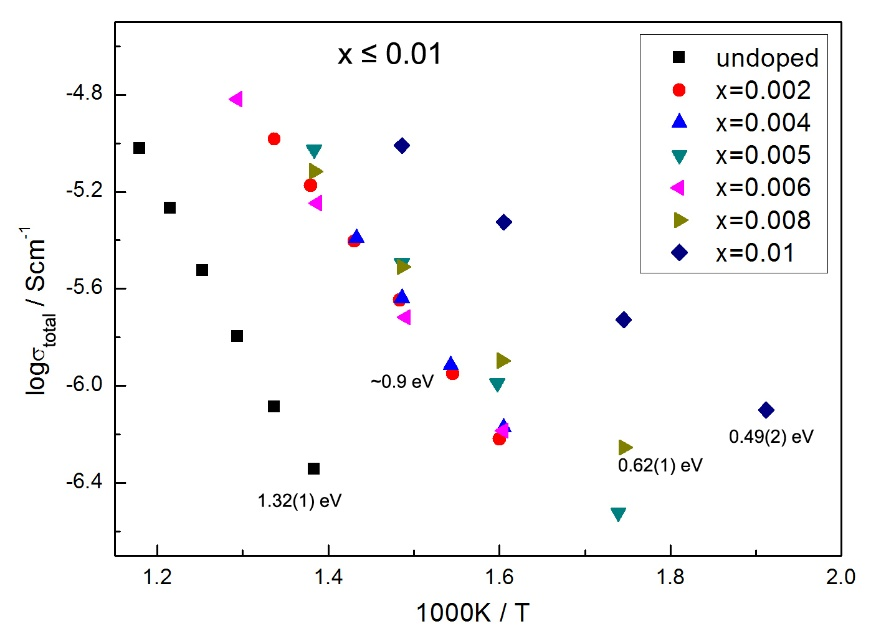 x ≤ 0.01
undoped
x=0.002
x=0.004
x=0.005
x=0.006
x=0.008
x=0.01
-4.8
-5.2
-5.6
-6.0
-6.4
logσtotal / Scm-1
~0.9 eV
0.49(2) eV
0.62(1) eV
1.32(1) eV
1.2
1.4
1.6
1.8
2.0
1000K / T